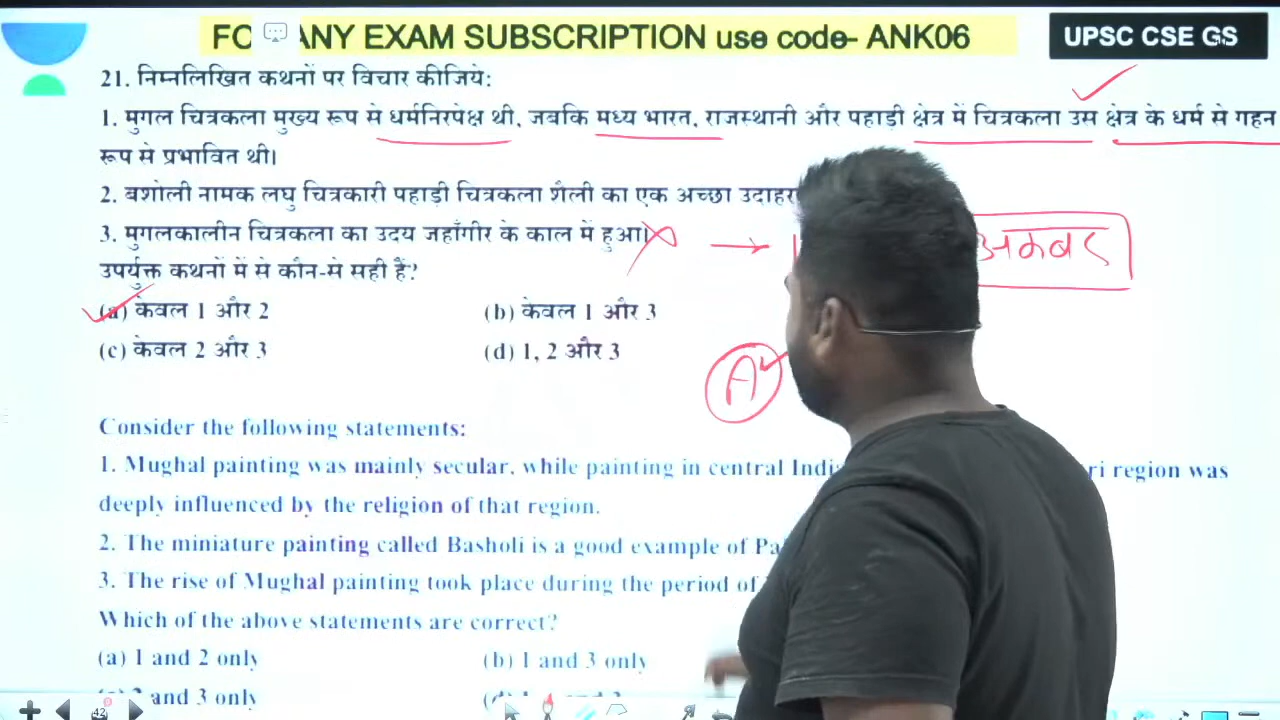 FO ANY EXAM SUBSCRIPTION use code- ANK06
UPSC CSE GS
21. निम्नलिखित कथनों पर विचार कीजिये:
1. मुगल चित्रकला मुख्य रूप से धर्मनिरपेक्ष थी, जबकि मध्य भारत, राजस्थानी और पहाड़ी क्षेत्र में चित्रकला उस क्षेत्र के धर्म से गहन
रूप से प्रभावित थी।
2. बशोली नामक लघु चित्रकारी पहाड़ी चित्रकला शैली का एक अच्छा
3. मुगलकालीन चित्रकला का उदय जहाँगीर के काल में हुआ।
अकबर
उपर्युक्त कथनों में से कौन-से सही हैं?
(a) केवल 1 और 2
(b) केवल 1 और 3
(c) केवल 2 और 3
(d) 1, 2 और 3
A
Consider the following statements:
1. Mughal painting was mainly secular, while painting in central region was
deeply influenced by the religion of that region.
2. The miniature painting called Basholi is a good example of
3. The rise of Mughal painting took place during the period of
Which of the above statements are correct?
(a) 1 and 2 only
(b) 1 and 3 only
2 and 3 only
42